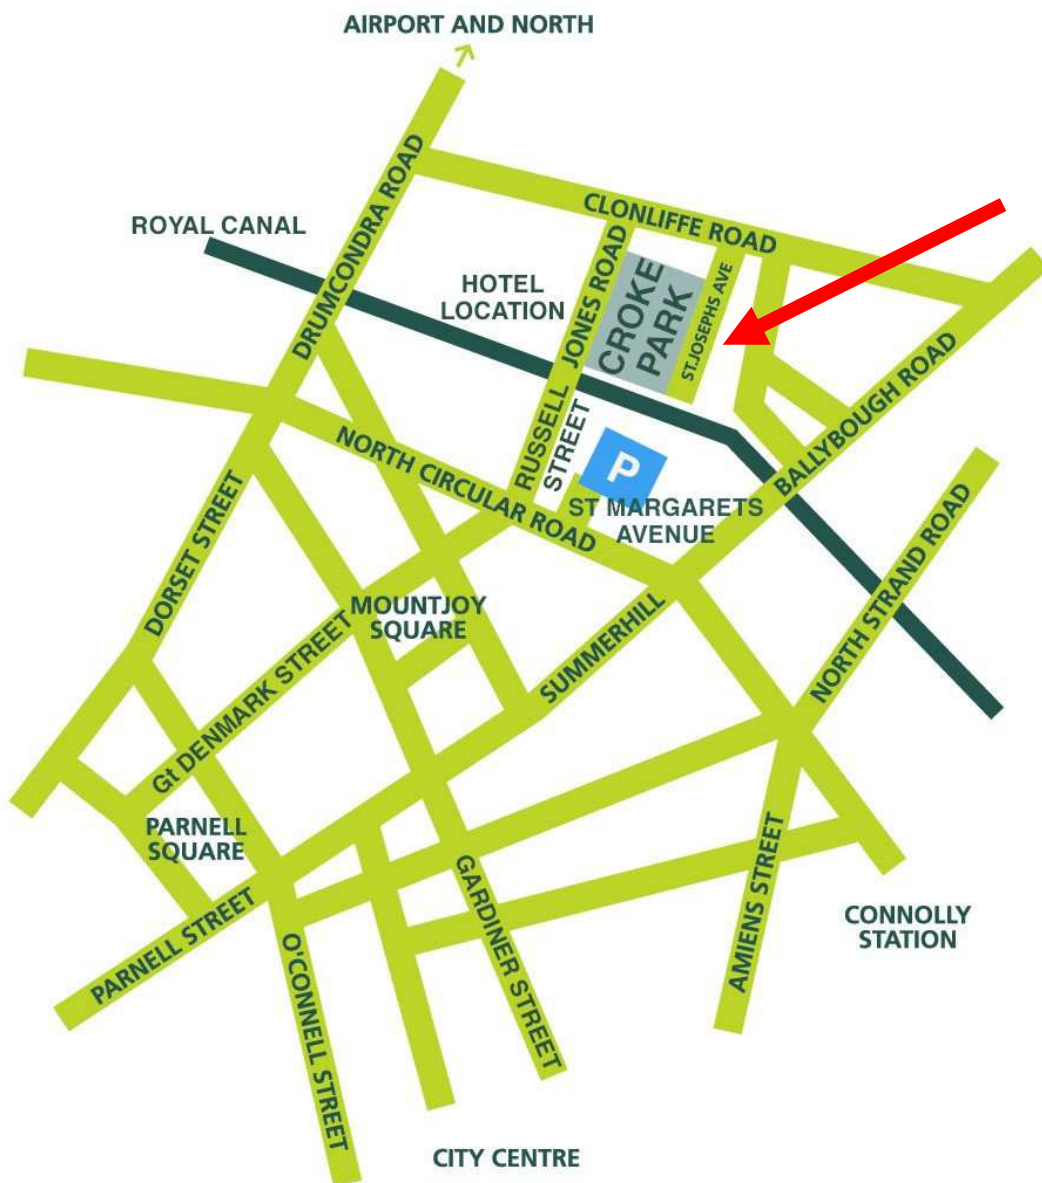 AIRPORT AND NORTH
DRUMCONDRA ROAD
CLONLIFFE ROAD
ROYAL CANAL
HOTEL
LOCATION
JONES ROAD
CROKE
PARK
ST.JOSEPHS AVE
RUSSELL
STREET
P
BALLYBOUGH ROAD
NORTH CIRCULAR ROAD
ST MARGARETS
AVENUE
DORSET STREET
NORTH STRAND ROAD
MOUNTJOY
SQUARE
SUMMERHILL
Gt DENMARK STREET
PARNELL
SQUARE
PARNELL STREET
O'CONNELL STREET
GARDINER STREET
AMIENS STREET
CONNOLLY
STATION
CITY CENTRE